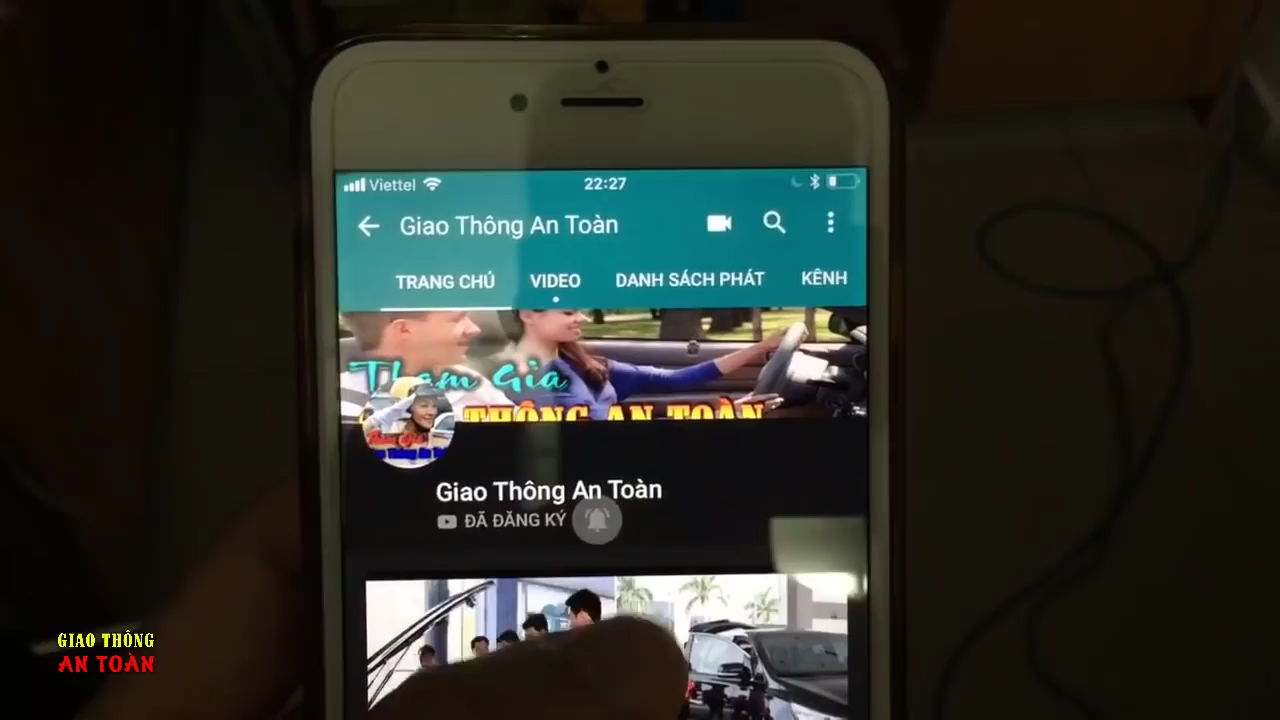 Viettel 22:27
Giao Thông An Toàn
TRANG CHỦ VIDEO DANH SÁCH PHÁT KÊNH
Tham Gia
THÔNG AN TOÀN
Giao Thông An Toàn
ĐÃ ĐĂNG KÝ
GIAO THÔNG
AN TOÀN